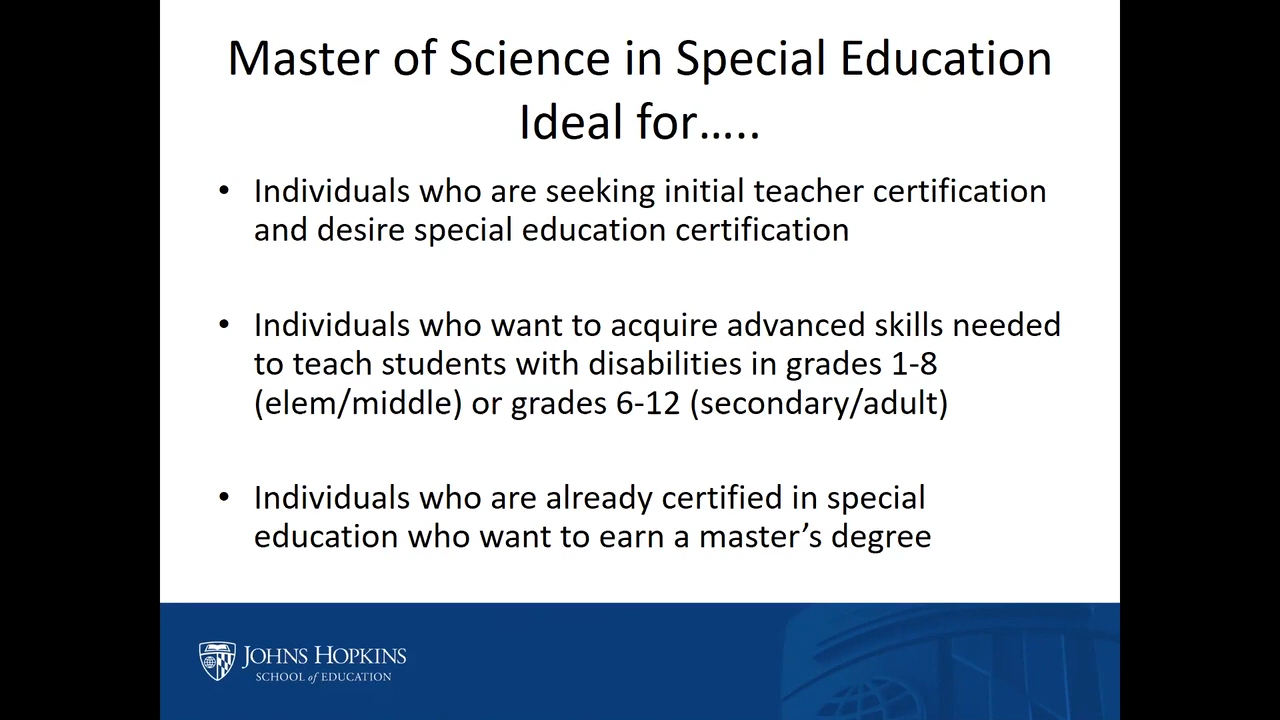 Master of Science in Special Education
Ideal for…..
• Individuals who are seeking initial teacher certification
and desire special education certification
• Individuals who want to acquire advanced skills needed
to teach students with disabilities in grades 1-8
(elem/middle) or grades 6-12 (secondary/adult)
• Individuals who are already certified in special
education who want to earn a master’s degree
JOHNS HOPKINS
SCHOOL of EDUCATION